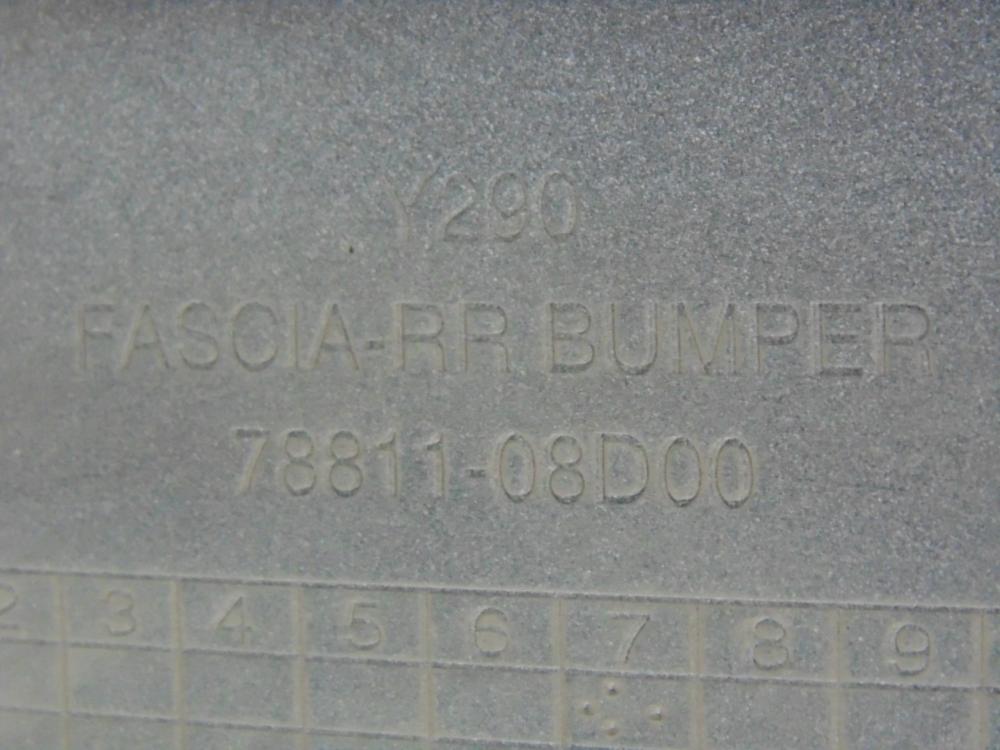 Y290
FASCIA-RR BUMPER
78811-08D00
2 3 4 5 6 7 8 9